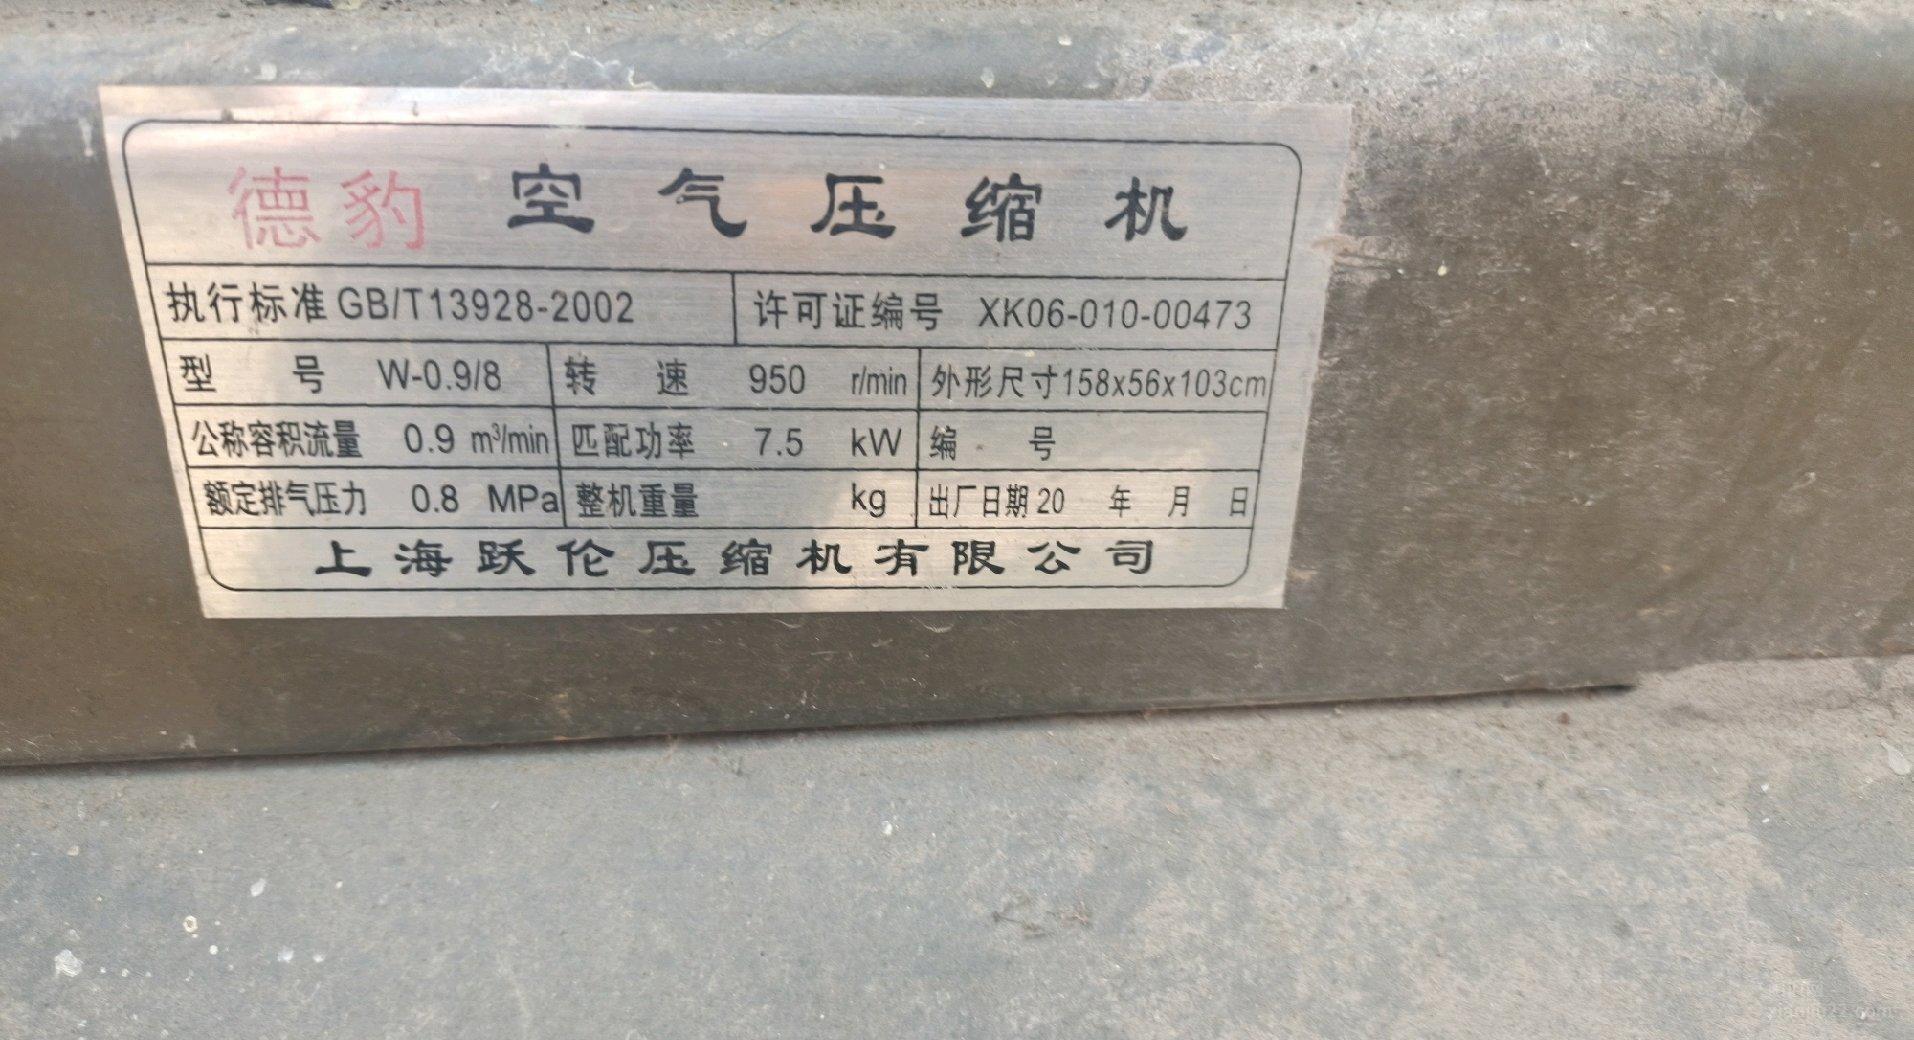 德豹 空气压缩机
执行标准 GB/T13928-2002 许可证编号 XK06-010-00473
型 号 W-0.9/8 转 速 950 r/min 外形尺寸158x56x103cm
公称容积流量 0.9 m³/min 匹配功率 7.5 kW 编 号
额定排气压力 0.8 MPa 整机重量 kg 出厂日期20 年 月 日
上海跃伦压缩机有限公司